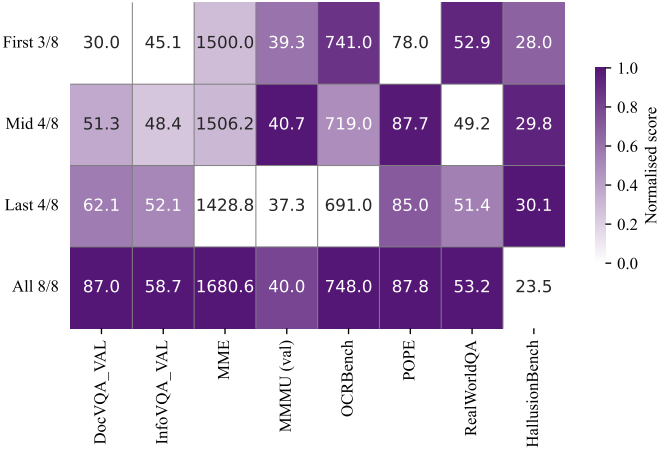 First 3/8 30.0 45.1 1500.0 39.3 741.0 78.0 52.9 28.0
Mid 4/8 51.3 48.4 1506.2 40.7 719.0 87.7 49.2 29.8
Last 4/8 62.1 52.1 1428.8 37.3 691.0 85.0 51.4 30.1
All 8/8 87.0 58.7 1680.6 40.0 748.0 87.8 53.2 23.5
DocVQA_VAL
InfoVQA_VAL
MME
MMMU (val)
OCRBench
POPE
RealWorldQA
HallusionBench
1.0
0.8
0.6
0.4
0.2
0.0
Normalised score